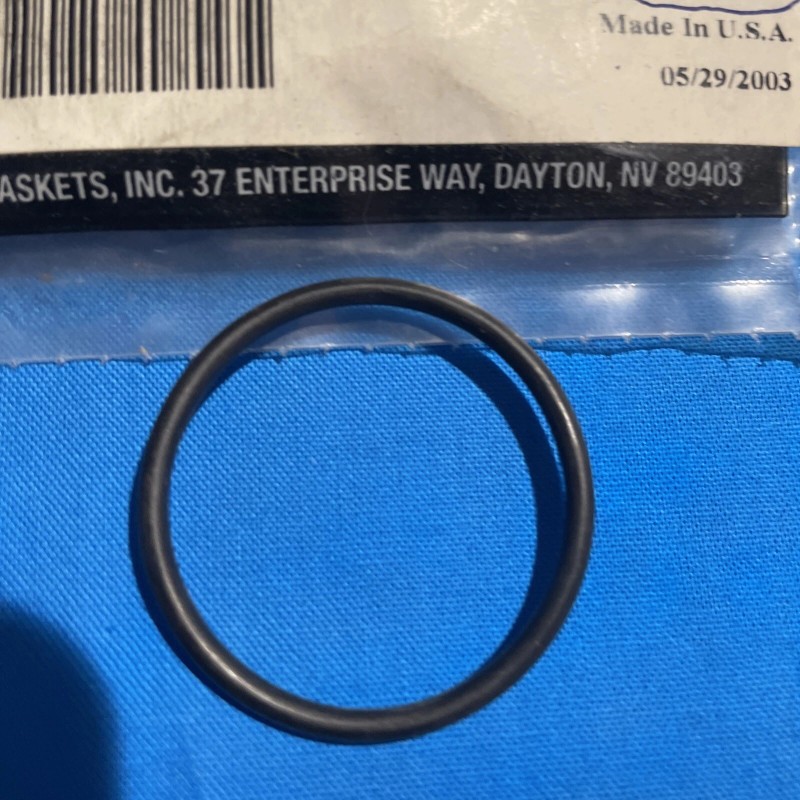 Made In U.S.A.
05/29/2003
ASKETS, INC. 37 ENTERPRISE WAY, DAYTON, NV 89403